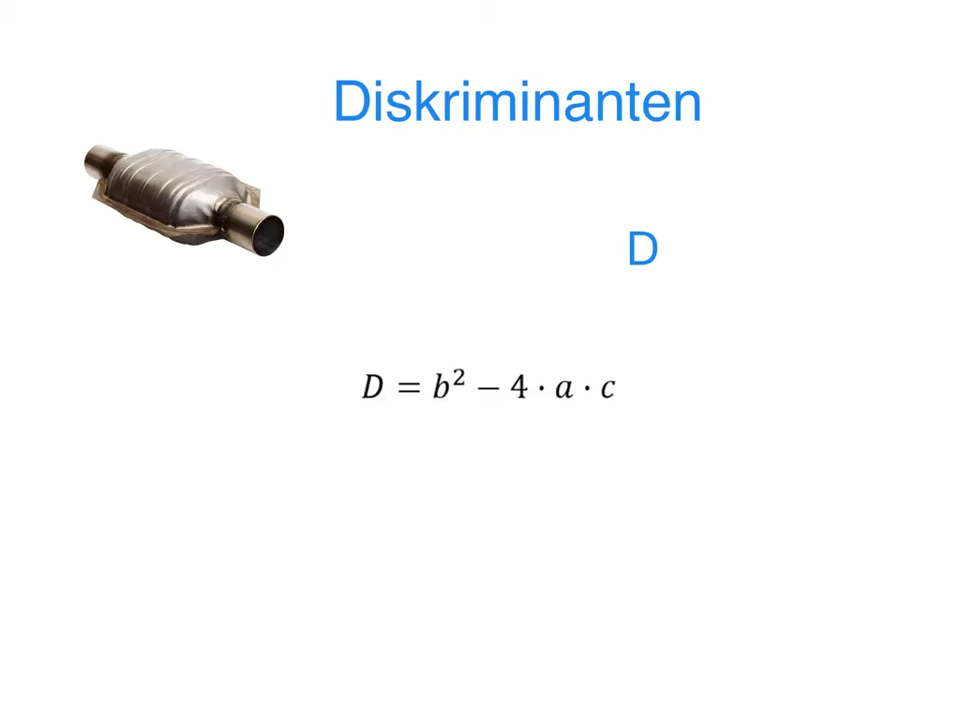 Diskriminanten
D
D = b² − 4 · a · c